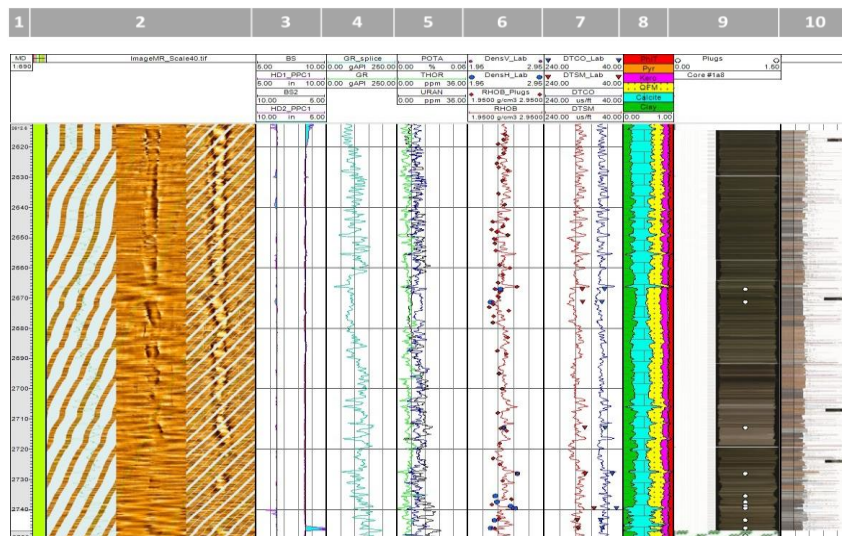 1 2 3 4 5 6 7 8 9 10
MD ImageMR_Scale40.tif BS GR_splice POTA DensV_Lab DTCO_Lab PHIT Plugs
1:690 5.00 10.00 0.00 gAPI 250.00 0.00 % 0.06 1.95 2.95 240.00 40.00 Pyr 0.00 1.50
HD1_PPC1 GR THOR DensH_Lab DTSM_Lab Kero Core #1a8
5.00 in 10.00 0.00 gAPI 250.00 0.00 ppm 36.00 1.95 2.95 240.00 40.00 QFM
BS2 URAN RHOB_Plugs DTCO Calcite
10.00 5.00 0.00 ppm 36.00 1.9500 g/cm3 2.9500 240.00 us/ft 40.00 Clay
HD2_PPC1 RHOB DTSM 0.00 1.00
10.00 in 5.00 1.9500 g/cm3 2.9500 240.00 us/ft 40.00
2620
2640
2660
2680
2700
2720
2740